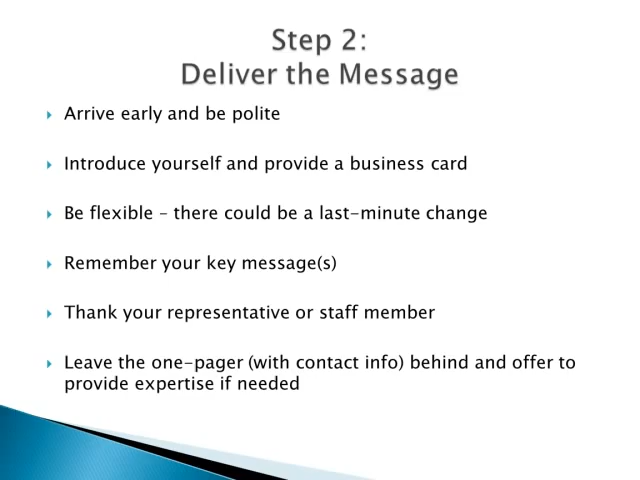 Step 2:
Deliver the Message
Arrive early and be polite
Introduce yourself and provide a business card
Be flexible – there could be a last-minute change
Remember your key message(s)
Thank your representative or staff member
Leave the one-pager (with contact info) behind and offer to
provide expertise if needed